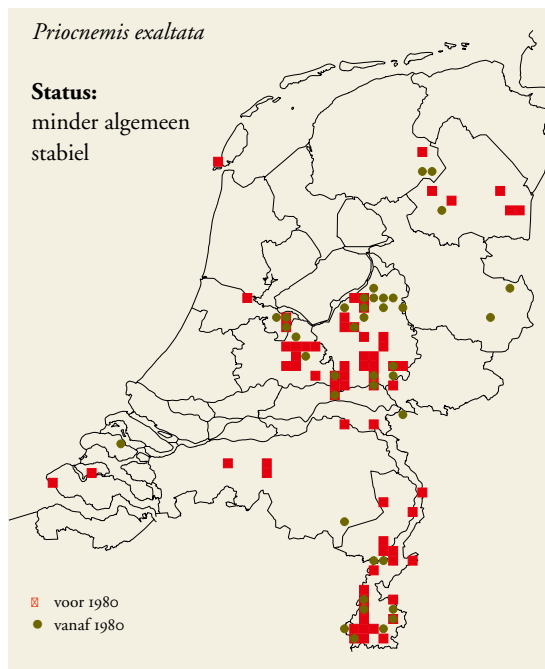 Priocnemis exaltata
Status:
minder algemeen
stabiel
voor 1980
vanaf 1980